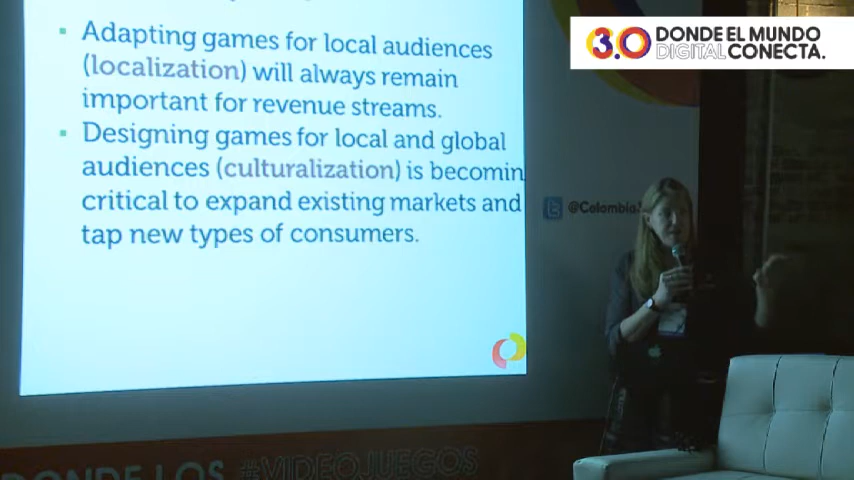 Adapting games for local audiences
(localization) will always remain
important for revenue streams.
Designing games for local and global
audiences (culturalization) is becomin
critical to expand existing markets and
tap new types of consumers.
3.0 DONDE EL MUNDO
DIGITAL CONECTA.
@Colombia
DONDE LOS #VIDEOJUEGOS